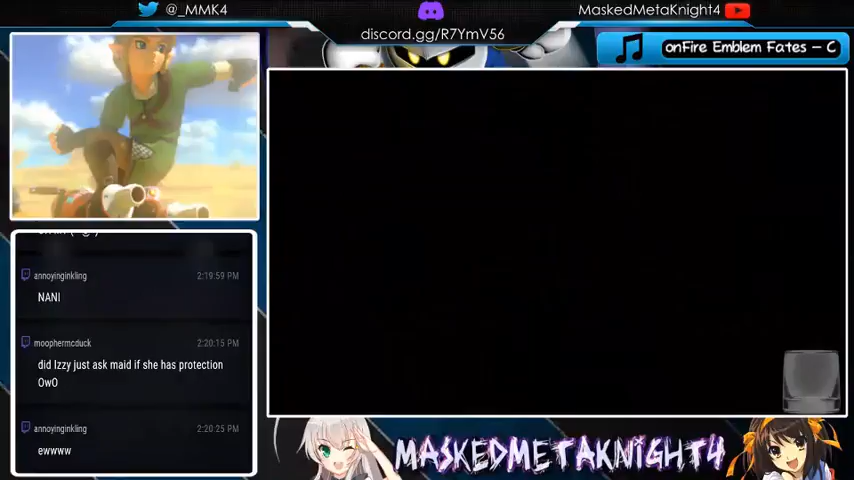 @_MMK4
discord.gg/R7YmV56
MaskedMetaKnight4
onFire Emblem Fates – C
annoyinginkling 2:19:59 PM
NANI
moophermcduck 2:20:15 PM
did Izzy just ask maid if she has protection
OwO
annoyinginkling 2:20:25 PM
ewwww
MASKEDMETAKNIGHT4